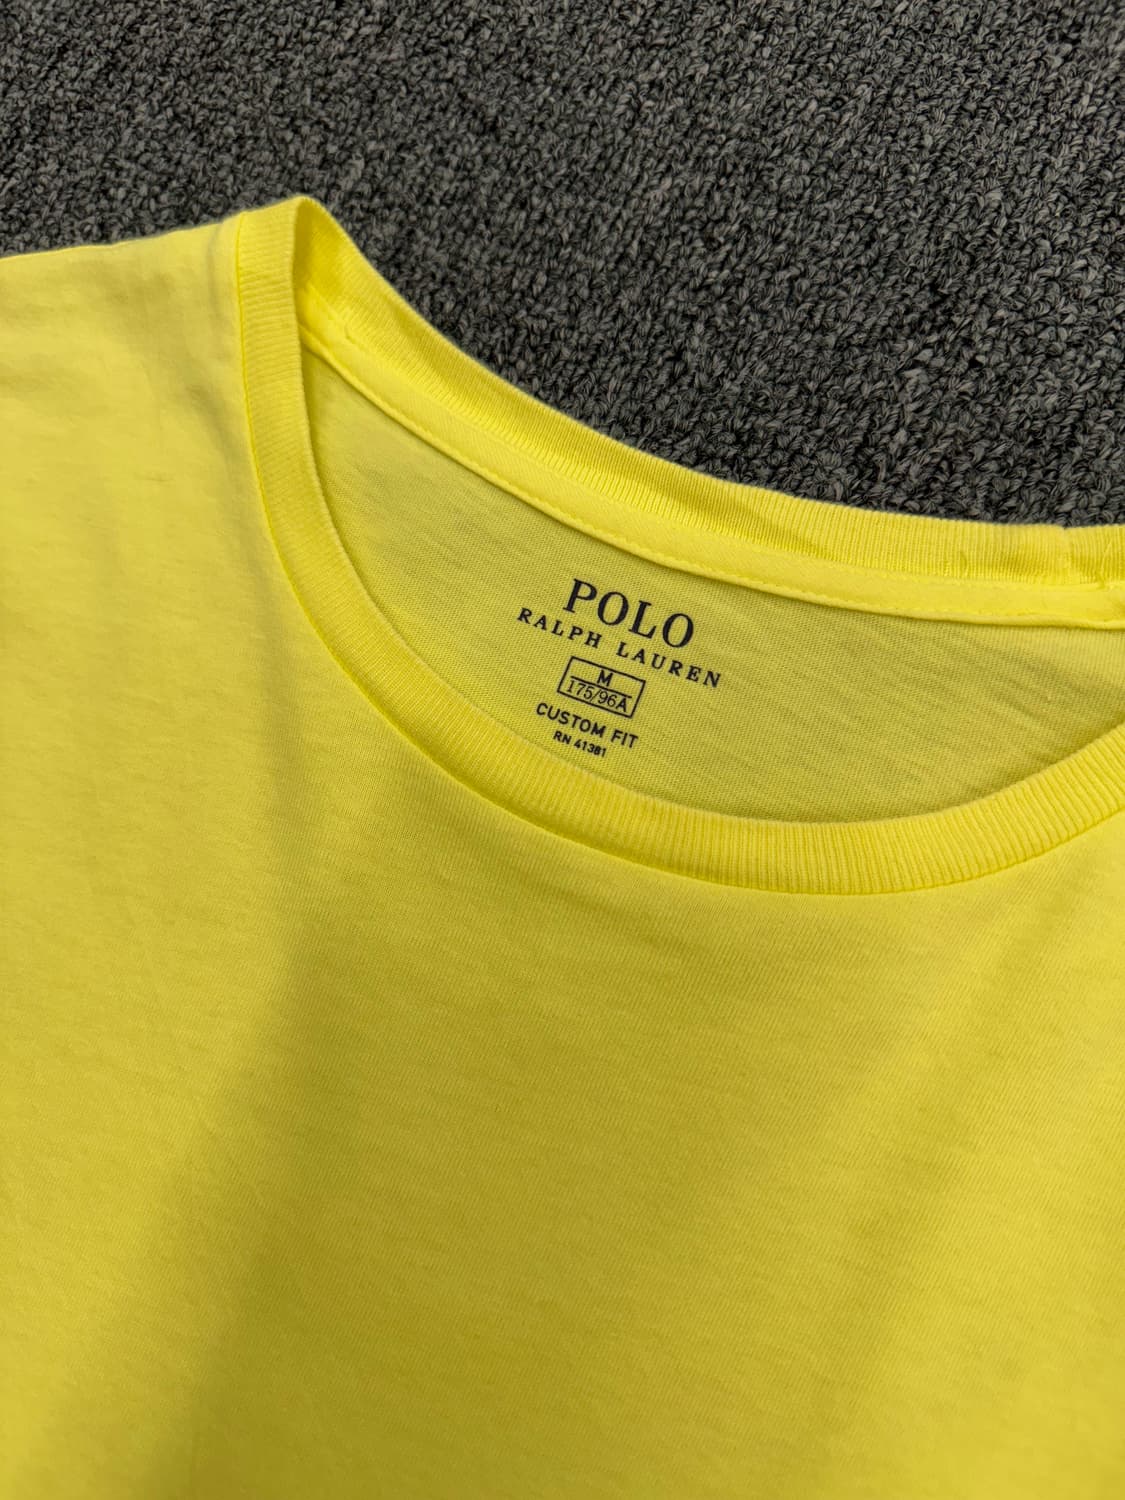 POLO
RALPH LAUREN
M
175/96A
CUSTOM FIT
RN 41381